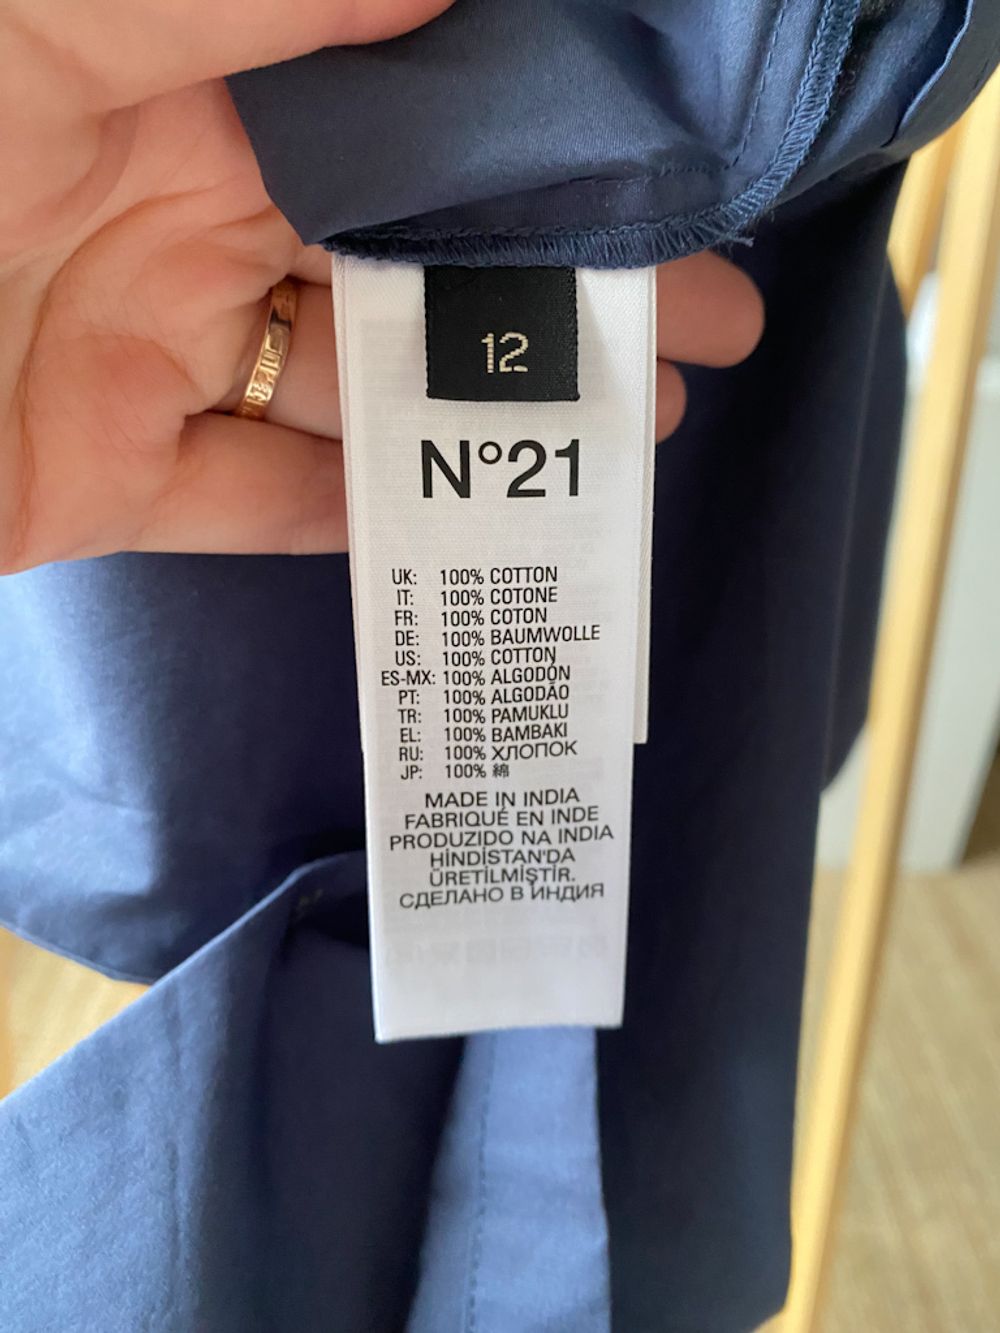 12
N°21
UK: 100% COTTON
IT: 100% COTONE
FR: 100% COTON
DE: 100% BAUMWOLLE
US: 100% COTTON
ES-MX: 100% ALGODÓN
PT: 100% ALGODÃO
TR: 100% PAMUKLU
EL: 100% BAMBAKI
RU: 100% ХЛОПОК
JP: 100% 綿
MADE IN INDIA
FABRIQUÉ EN INDE
PRODUZIDO NA INDIA
HİNDİSTAN'DA
ÜRETİLMİŞTİR.
СДЕЛАНО В ИНДИЯ